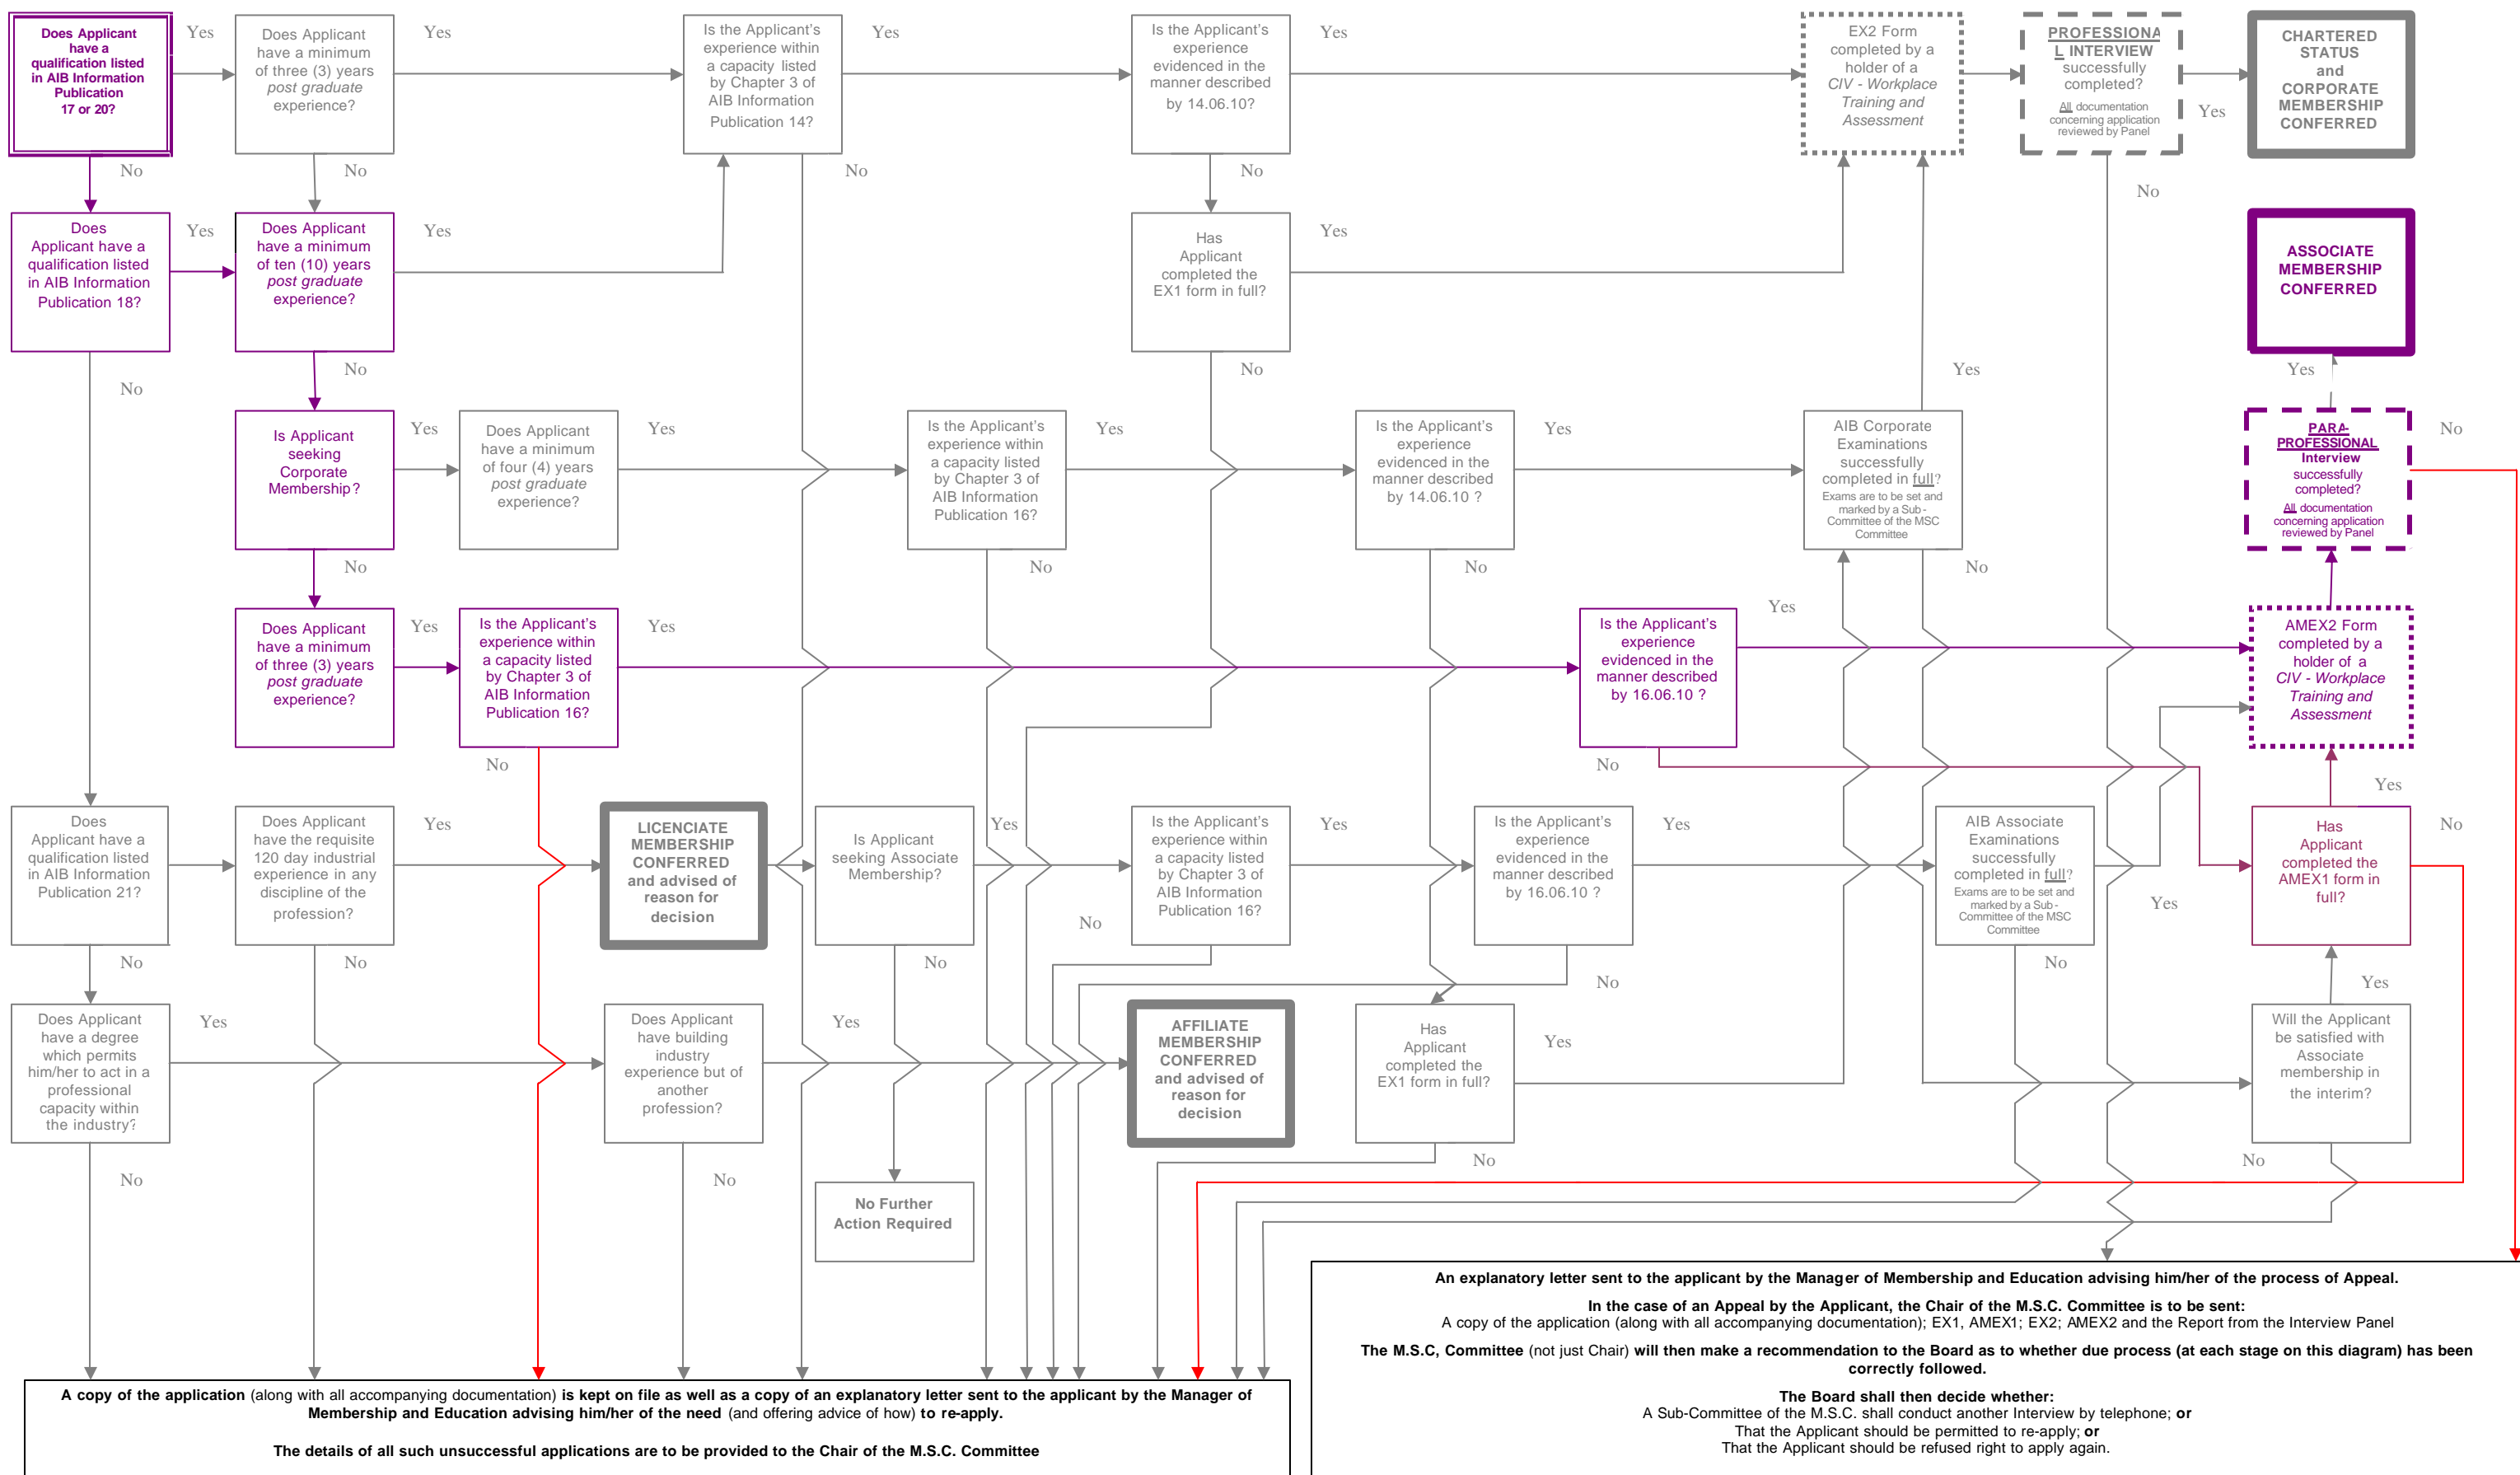 Does Applicant
have a
qualification listed
in AIB Information
Publication
17 or 20?
Yes
No
Does Applicant
have a minimum
of three (3) years
post graduate
experience?
Yes
No
Is the Applicant's
experience within
a capacity listed
by Chapter 3 of
AIB Information
Publication 14?
Yes
No
Is the Applicant's
experience
evidenced in the
manner described
by 14.06.10?
Yes
No
EX2 Form
completed by a
holder of a
CIV - Workplace
Training and
Assessment
PROFESSIONA
L INTERVIEW
successfully
completed?
All documentation
concerning application
reviewed by Panel
Yes
No
CHARTERED
STATUS
and
CORPORATE
MEMBERSHIP
CONFERRED
Does
Applicant have a
qualification listed
in AIB Information
Publication 18?
Yes
No
Does Applicant
have a minimum
of ten (10) years
post graduate
experience?
Yes
No
Has
Applicant
completed the
EX1 form in full?
Yes
No
ASSOCIATE
MEMBERSHIP
CONFERRED
Yes
Is Applicant
seeking
Corporate
Membership?
Yes
No
Does Applicant
have a minimum
of four (4) years
post graduate
experience?
Yes
Is the Applicant's
experience within
a capacity listed
by Chapter 3 of
AIB Information
Publication 16?
Yes
No
Is the Applicant's
experience
evidenced in the
manner described
by 14.06.10 ?
Yes
No
AIB Corporate
Examinations
successfully
completed in full?
Exams are to be set and
marked by a Sub-
Committee of the MSC
Committee
Yes
No
PARA-
PROFESSIONAL
Interview
successfully
completed?
All documentation
concerning application
reviewed by Panel
No
Does Applicant
have a minimum
of three (3) years
post graduate
experience?
Yes
Is the Applicant's
experience within
a capacity listed
by Chapter 3 of
AIB Information
Publication 16?
Yes
No
Is the Applicant's
experience
evidenced in the
manner described
by 16.06.10 ?
Yes
No
AMEX2 Form
completed by a
holder of a
CIV - Workplace
Training and
Assessment
Yes
Does
Applicant have a
qualification listed
in AIB Information
Publication 21?
No
Does Applicant
have the requisite
120 day industrial
experience in any
discipline of the
profession?
Yes
No
LICENCIATE
MEMBERSHIP
CONFERRED
and advised of
reason for
decision
Is Applicant
seeking Associate
Membership?
Yes
No
No
Is the Applicant's
experience within
a capacity listed
by Chapter 3 of
AIB Information
Publication 16?
Yes
Is the Applicant's
experience
evidenced in the
manner described
by 16.06.10 ?
Yes
No
AIB Associate
Examinations
successfully
completed in full?
Exams are to be set and
marked by a Sub-
Committee of the MSC
Committee
Yes
No
Has
Applicant
completed the
AMEX1 form in
full?
No
Yes
Does Applicant
have a degree
which permits
him/her to act in a
professional
capacity within
the industry?
Yes
No
Does Applicant
have building
industry
experience but of
another
profession?
Yes
No
No Further
Action Required
AFFILIATE
MEMBERSHIP
CONFERRED
and advised of
reason for
decision
Has
Applicant
completed the
EX1 form in full?
Yes
No
Will the Applicant
be satisfied with
Associate
membership in
the interim?
No
A copy of the application (along with all accompanying documentation) is kept on file as well as a copy of an explanatory letter sent to the applicant by the Manager of
Membership and Education advising him/her of the need (and offering advice of how) to re-apply.
The details of all such unsuccessful applications are to be provided to the Chair of the M.S.C. Committee
An explanatory letter sent to the applicant by the Manager of Membership and Education advising him/her of the process of Appeal.
In the case of an Appeal by the Applicant, the Chair of the M.S.C. Committee is to be sent:
A copy of the application (along with all accompanying documentation); EX1, AMEX1; EX2; AMEX2 and the Report from the Interview Panel
The M.S.C, Committee (not just Chair) will then make a recommendation to the Board as to whether due process (at each stage on this diagram) has been
correctly followed.
The Board shall then decide whether:
A Sub-Committee of the M.S.C. shall conduct another Interview by telephone; or
That the Applicant should be permitted to re-apply; or
That the Applicant should be refused right to apply again.